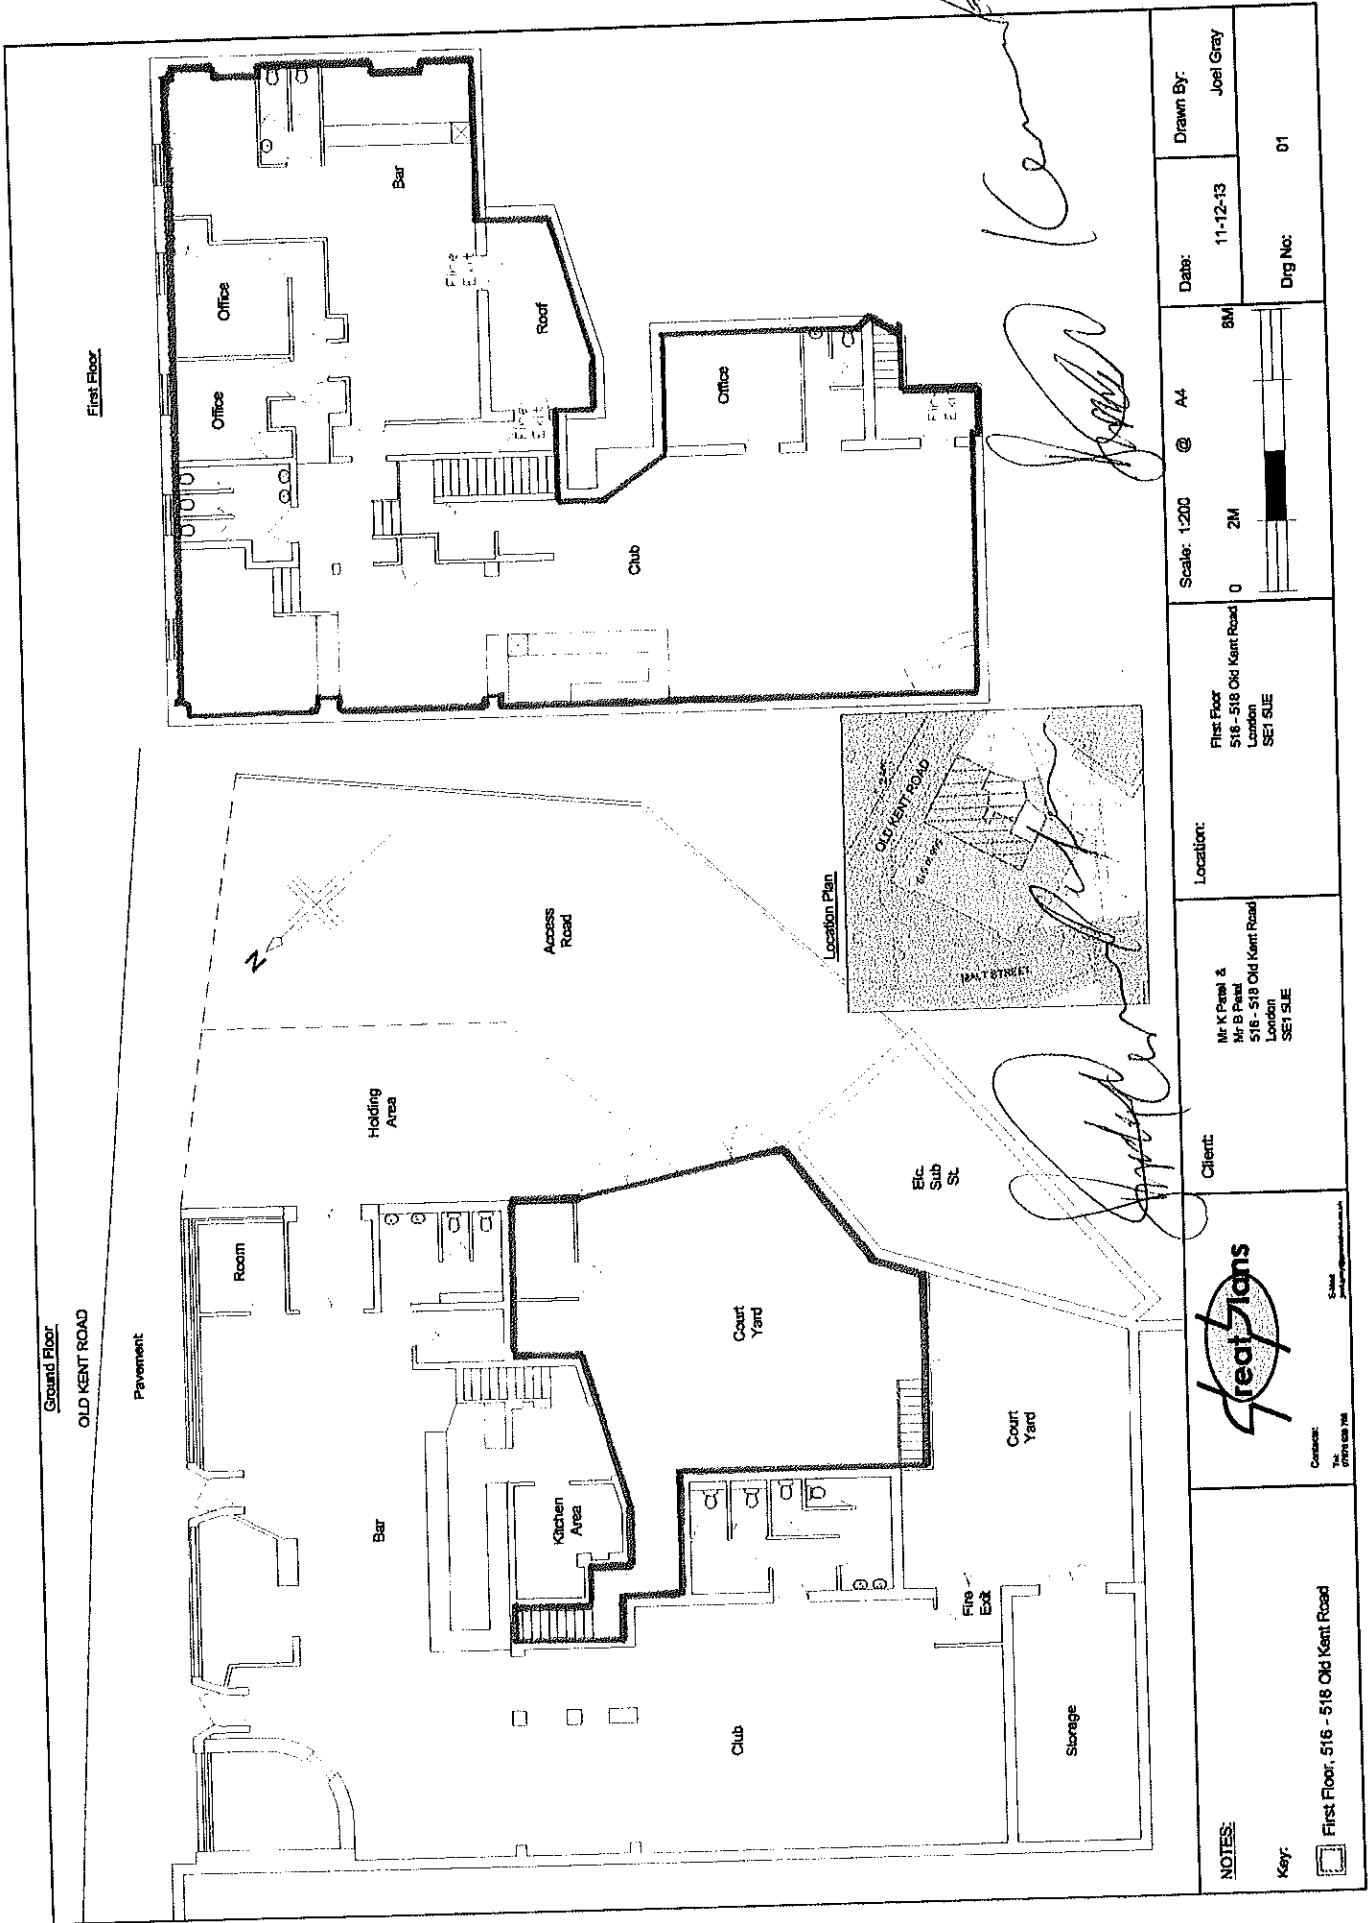 Ground Floor
OLD KENT ROAD
Pavement
Room
Holding
Area
Access
Road
N
Bar
Kitchen
Area
Court
Yard
Elc.
Sub
St.
Club
Fire
Exit
Court
Yard
Storage
First Floor
Office
Office
Bar
Fire
Exit
Roof
Fire
Exit
Club
Office
Fire
Exit
Location Plan
OLD KENT ROAD
MALT STREET
NOTES:
Key:
First Floor, 516 - 518 Old Kent Road
Great Plans
Contacts:
Tel:
E-Mail
Client:
Mr K Patel &
Mr B Patel
516 - 518 Old Kent Road
London
SE1 5UE
Location:
First Floor
516 - 518 Old Kent Road
London
SE1 5UE
Scale: 1:200 @ A4
0 2M 8M
Date:
11-12-13
Drawn By:
Joel Gray
Drg No:
01